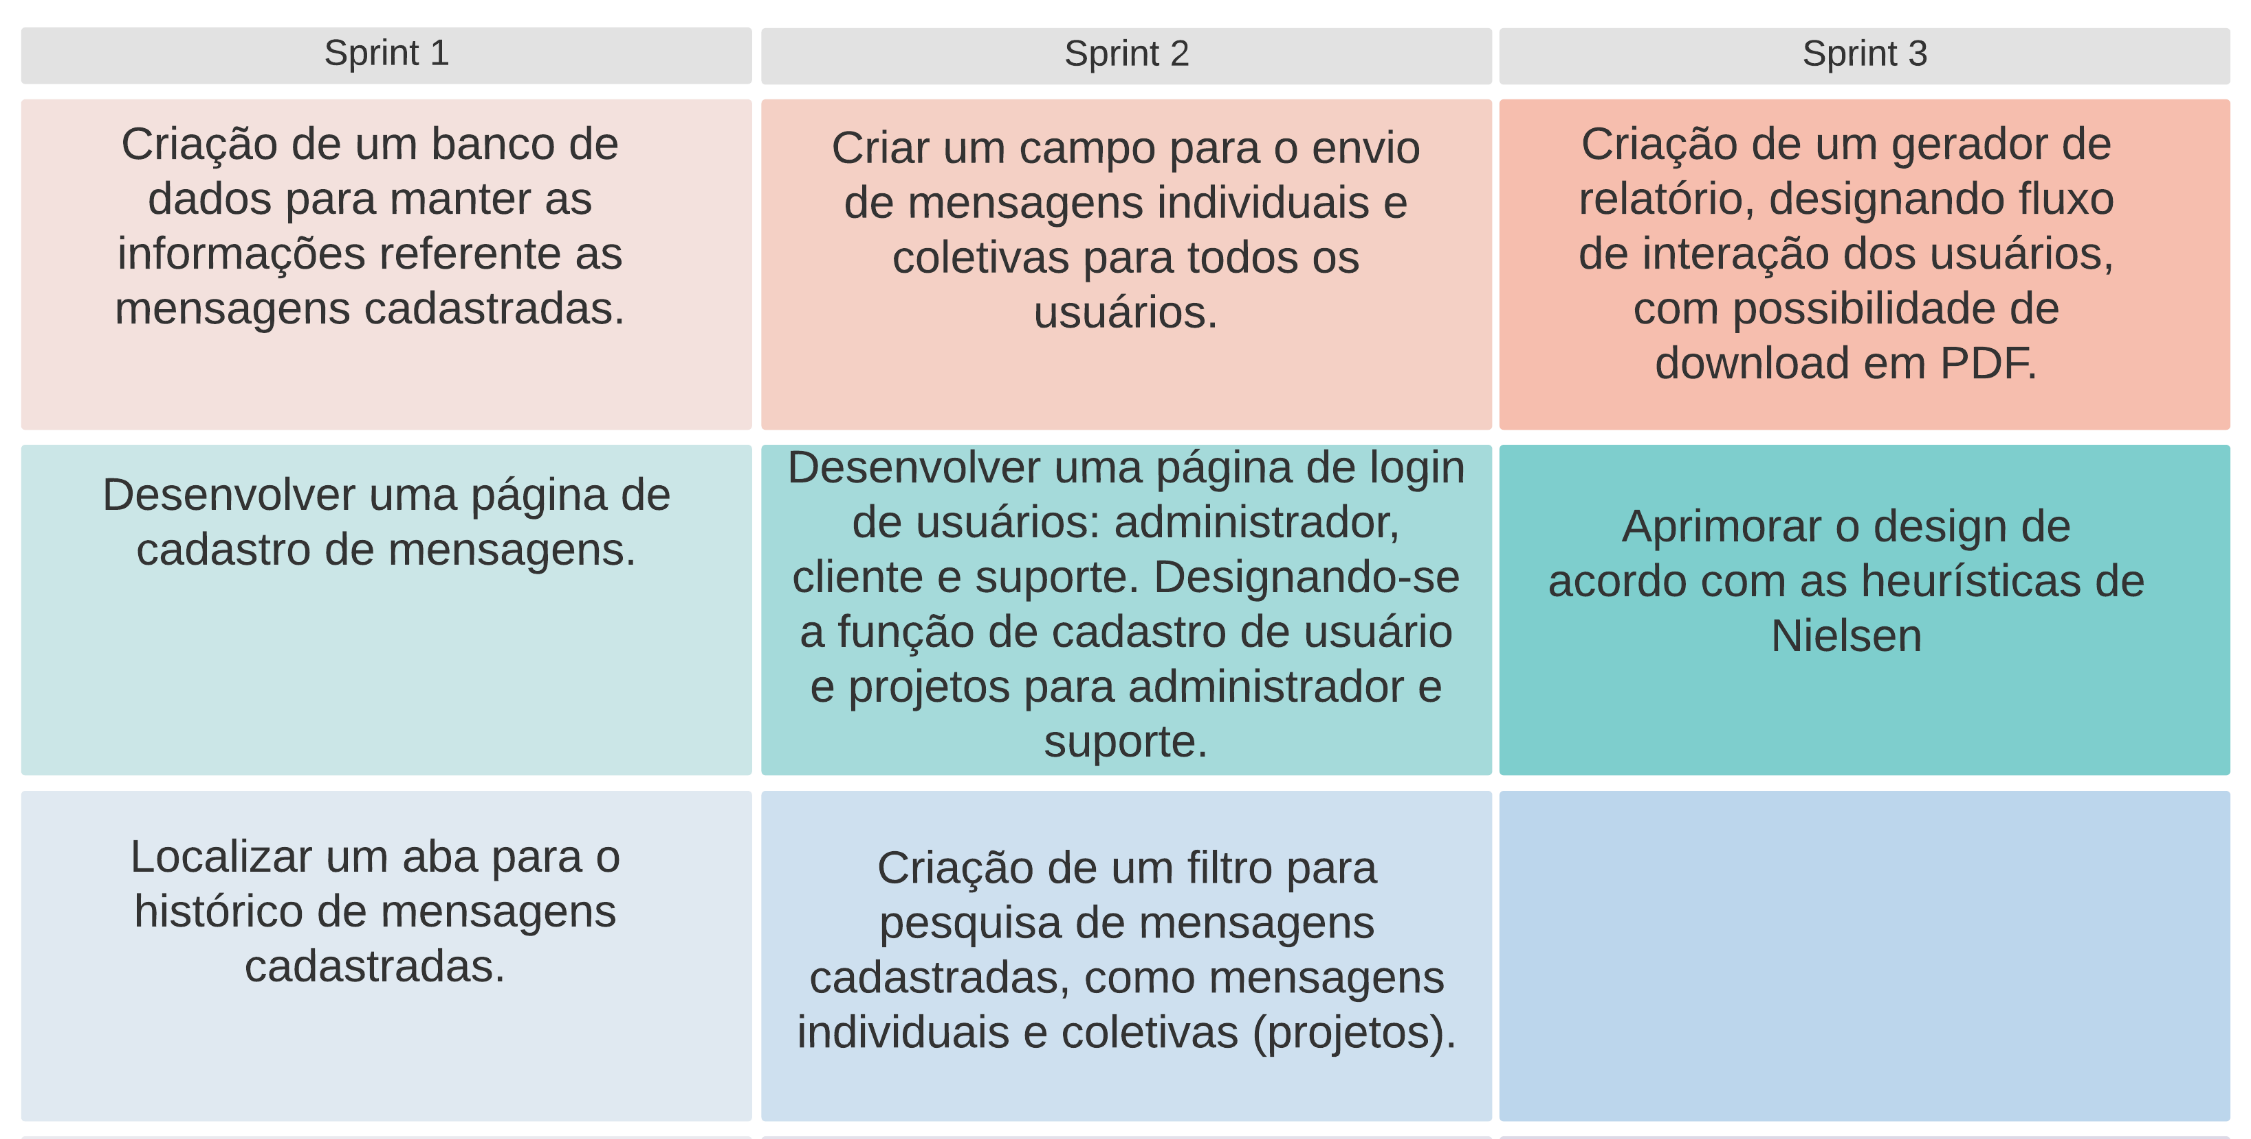 Sprint 1
Sprint 2
Sprint 3
Criação de um banco de
dados para manter as
informações referente as
mensagens cadastradas.
Criar um campo para o envio
de mensagens individuais e
coletivas para todos os
usuários.
Criação de um gerador de
relatório, designando fluxo
de interação dos usuários,
com possibilidade de
download em PDF.
Desenvolver uma página de
cadastro de mensagens.
Desenvolver uma página de login
de usuários: administrador,
cliente e suporte. Designando-se
a função de cadastro de usuário
e projetos para administrador e
suporte.
Aprimorar o design de
acordo com as heurísticas de
Nielsen
Localizar um aba para o
histórico de mensagens
cadastradas.
Criação de um filtro para
pesquisa de mensagens
cadastradas, como mensagens
individuais e coletivas (projetos).